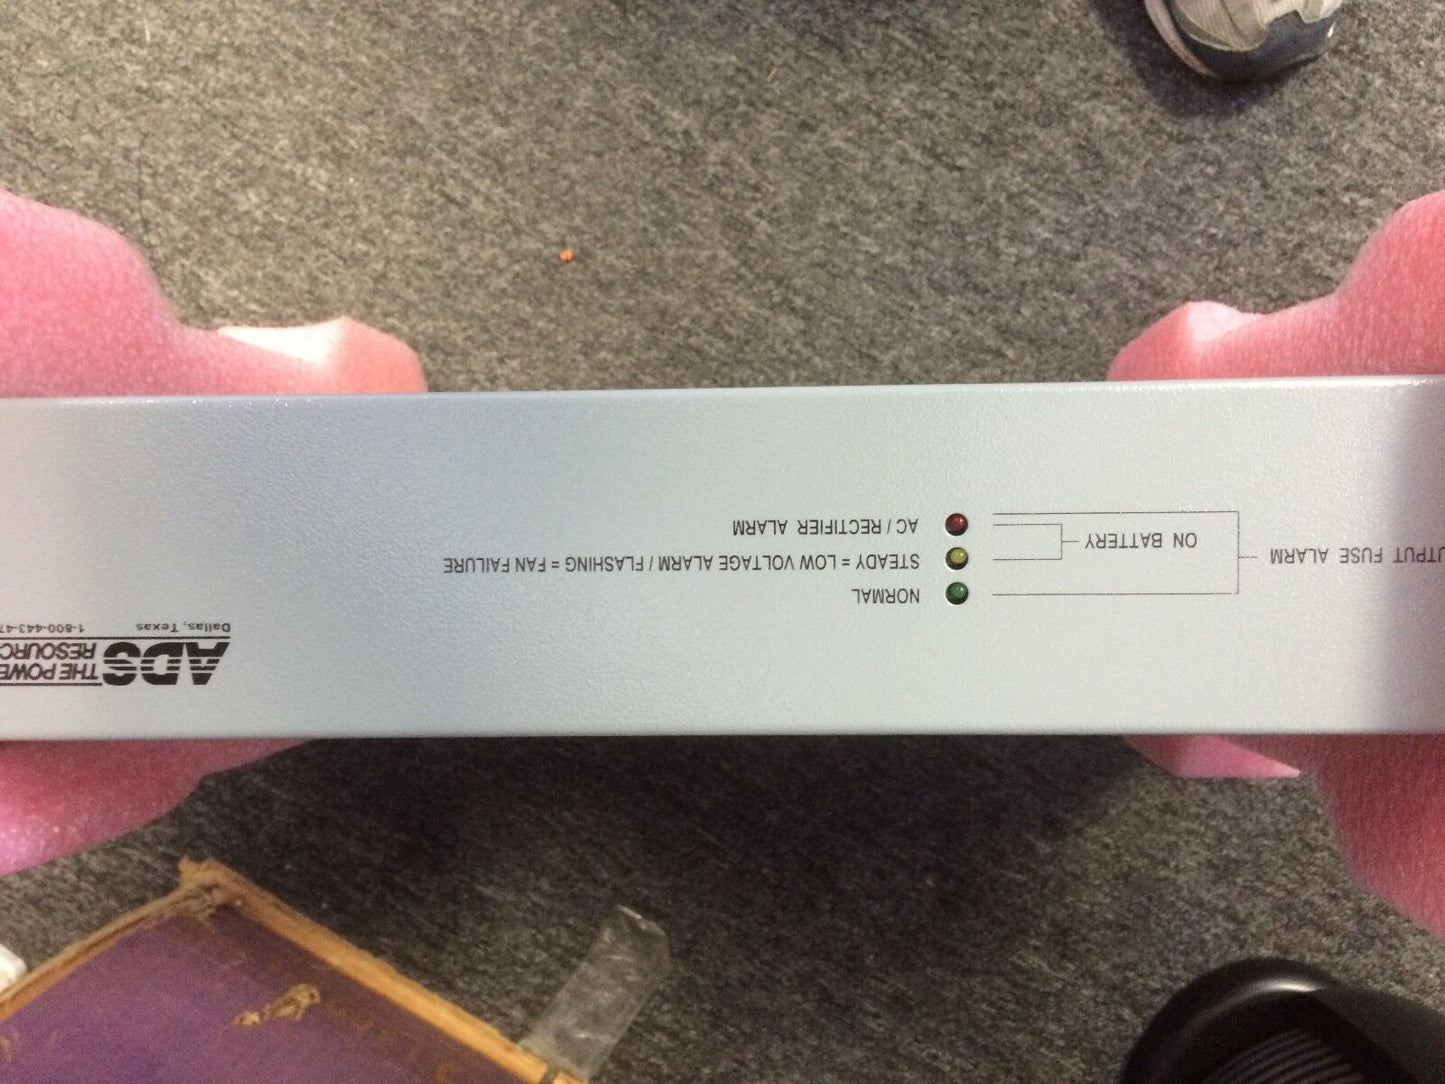 ADS THE POWE
RESOURC
Dallas, Texas 1-800-443-47
NORMAL
UTPUT FUSE ALARM
ON BATTERY
STEADY = LOW VOLTAGE ALARM / FLASHING = FAN FAILURE
AC / RECTIFIER ALARM